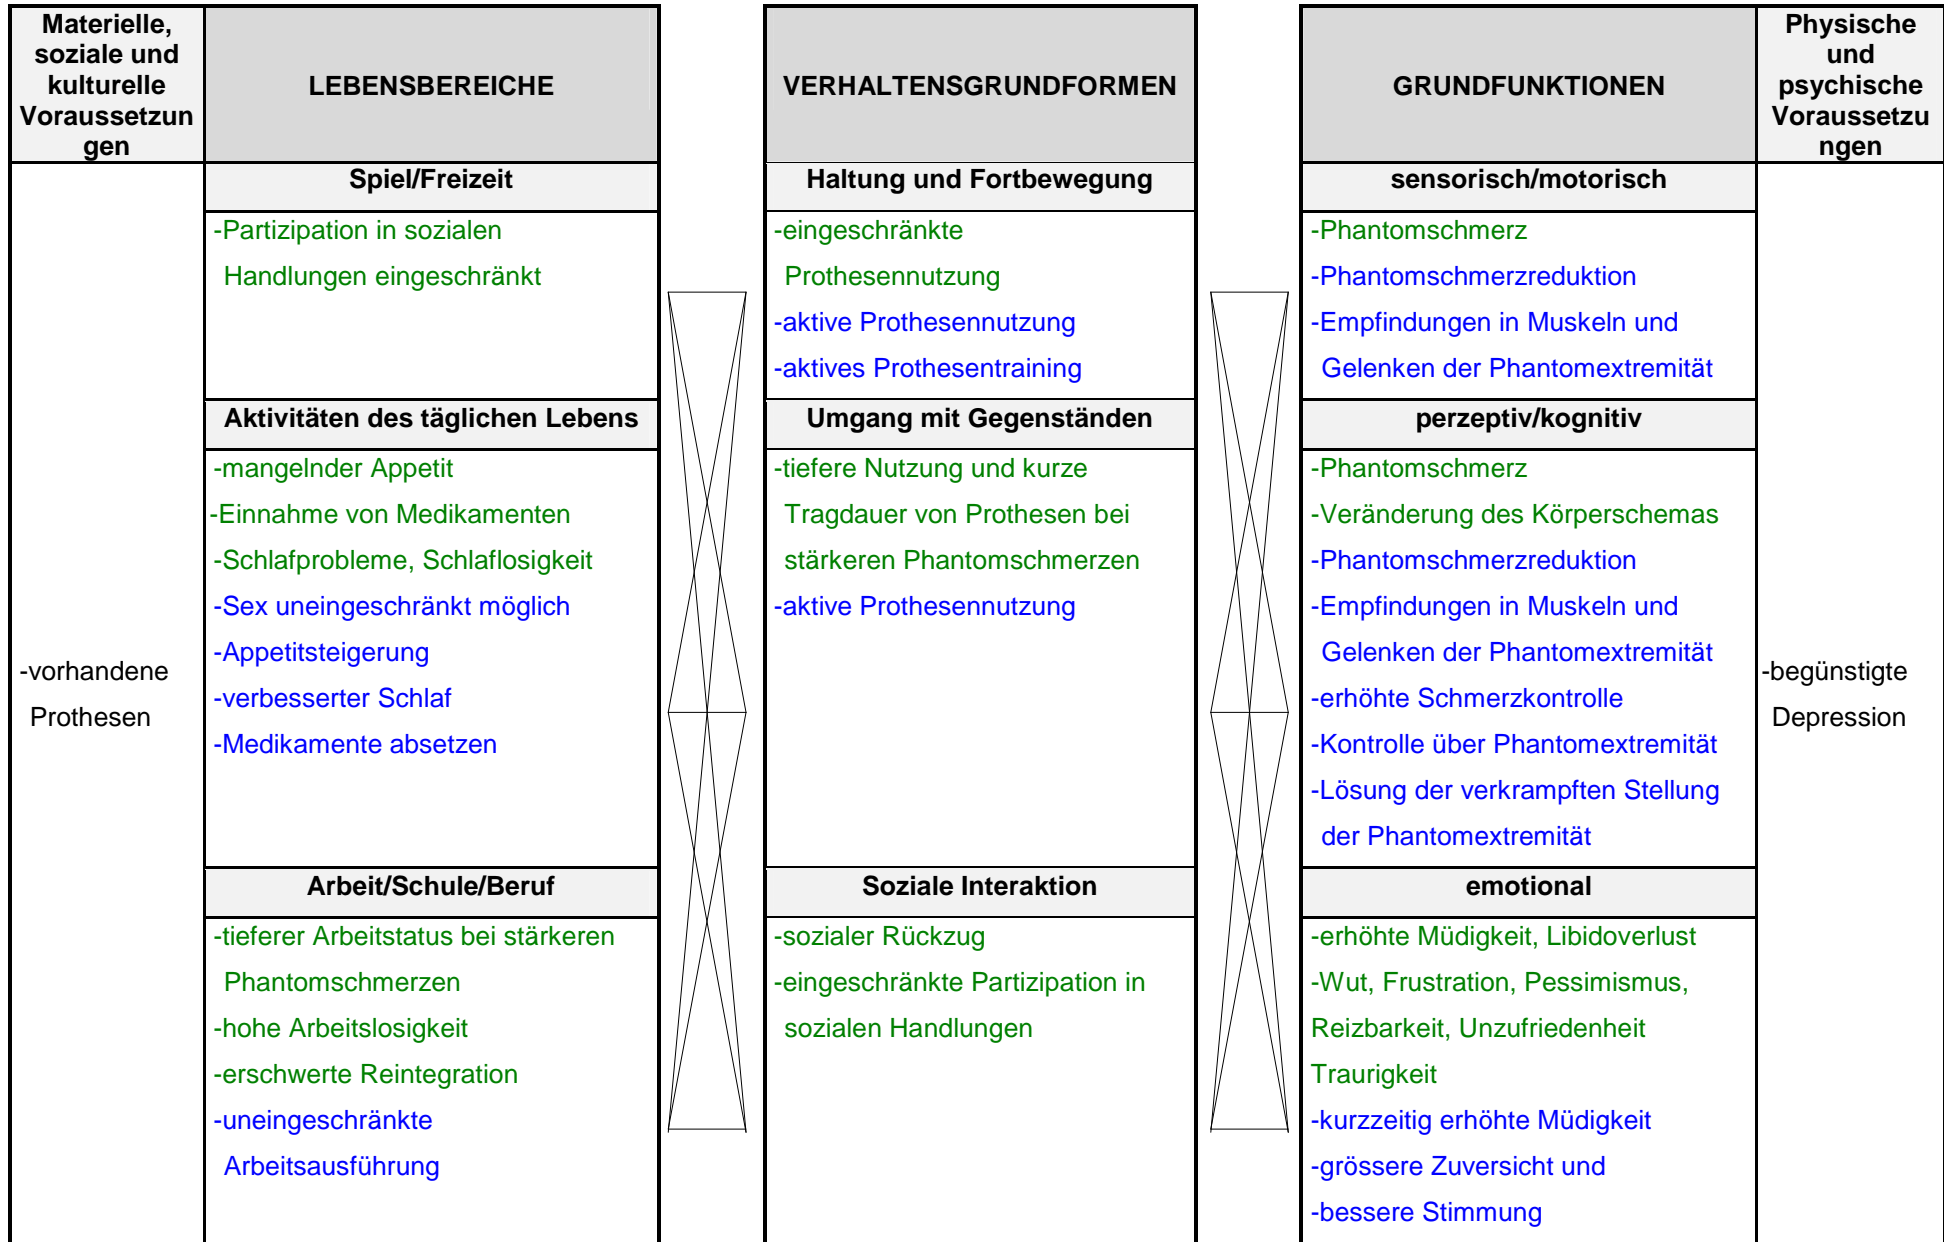 Materielle,
soziale und
kulturelle
Voraussetzun
gen
LEBENSBEREICHE
VERHALTENSGRUNDFORMEN
GRUNDFUNKTIONEN
Physische
und
psychische
Voraussetzu
ngen
-vorhandene
Prothesen
Spiel/Freizeit
-Partizipation in sozialen
Handlungen eingeschränkt
Aktivitäten des täglichen Lebens
-mangelnder Appetit
-Einnahme von Medikamenten
-Schlafprobleme, Schlaflosigkeit
-Sex uneingeschränkt möglich
-Appetitsteigerung
-verbesserter Schlaf
-Medikamente absetzen
Arbeit/Schule/Beruf
-tieferer Arbeitstatus bei stärkeren
Phantomschmerzen
-hohe Arbeitslosigkeit
-erschwerte Reintegration
-uneingeschränkte
Arbeitsausführung
Haltung und Fortbewegung
-eingeschränkte
Prothesennutzung
-aktive Prothesennutzung
-aktives Prothesentraining
Umgang mit Gegenständen
-tiefere Nutzung und kurze
Tragdauer von Prothesen bei
stärkeren Phantomschmerzen
-aktive Prothesennutzung
Soziale Interaktion
-sozialer Rückzug
-eingeschränkte Partizipation in
sozialen Handlungen
sensorisch/motorisch
-Phantomschmerz
-Phantomschmerzreduktion
-Empfindungen in Muskeln und
Gelenken der Phantomextremität
perzeptiv/kognitiv
-Phantomschmerz
-Veränderung des Körperschemas
-Phantomschmerzreduktion
-Empfindungen in Muskeln und
Gelenken der Phantomextremität
-erhöhte Schmerzkontrolle
-Kontrolle über Phantomextremität
-Lösung der verkrampften Stellung
der Phantomextremität
emotional
-erhöhte Müdigkeit, Libidoverlust
-Wut, Frustration, Pessimismus,
Reizbarkeit, Unzufriedenheit
Traurigkeit
-kurzzeitig erhöhte Müdigkeit
-grössere Zuversicht und
-bessere Stimmung
-begünstigte
Depression